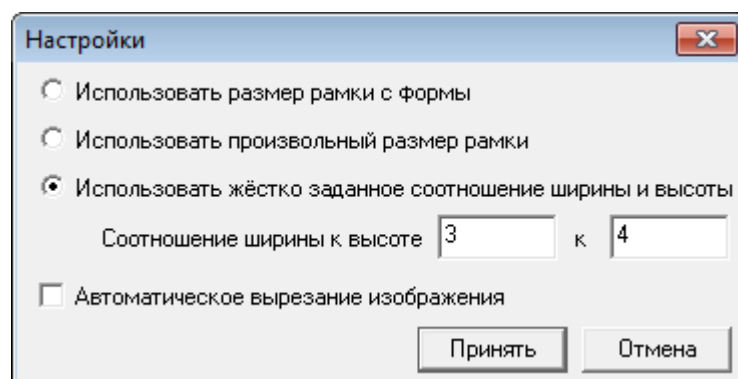 Настройки
Использовать размер рамки с формы
Использовать произвольный размер рамки
Использовать жёстко заданное соотношение ширины и высоты
Соотношение ширины к высоте 3 к 4
Автоматическое вырезание изображения
Принять Отмена